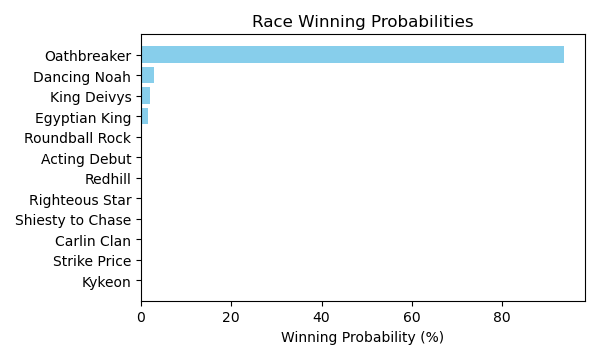 Race Winning Probabilities
Oathbreaker
Dancing Noah
King Deivys
Egyptian King
Roundball Rock
Acting Debut
Redhill
Righteous Star
Shiesty to Chase
Carlin Clan
Strike Price
Kykeon
0 20 40 60 80
Winning Probability (%)